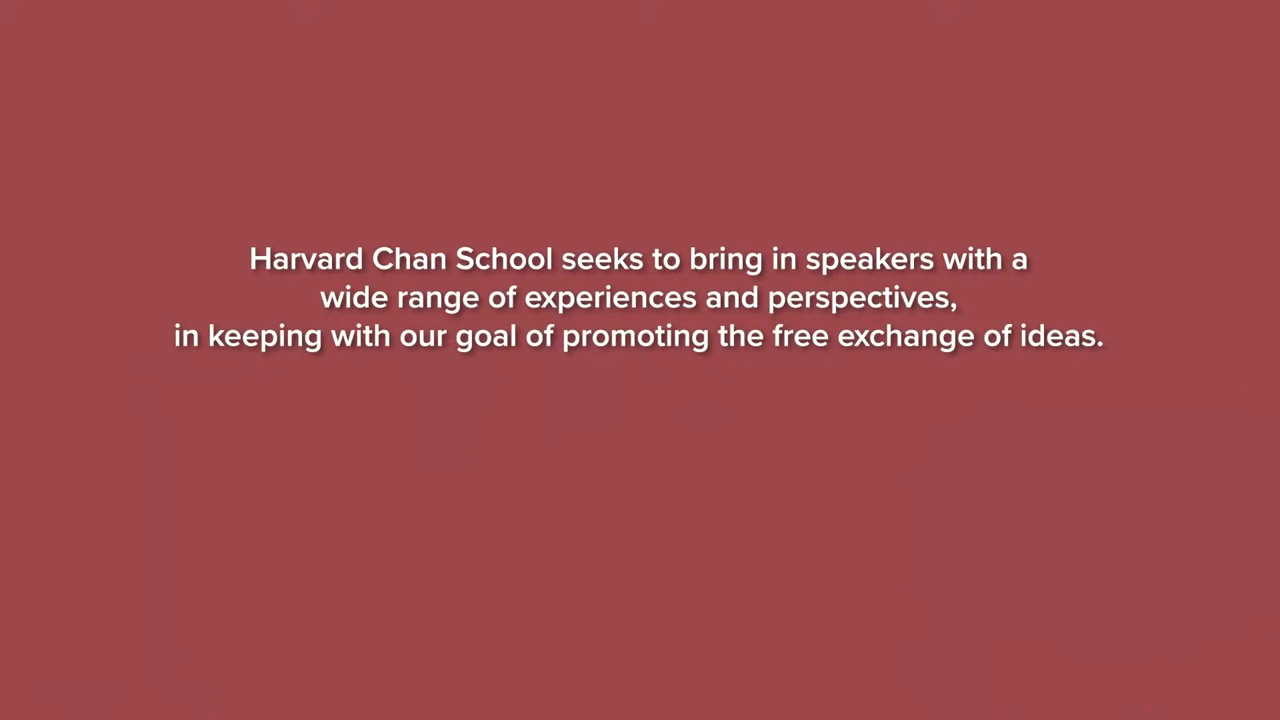 Harvard Chan School seeks to bring in speakers with a
wide range of experiences and perspectives,
in keeping with our goal of promoting the free exchange of ideas.